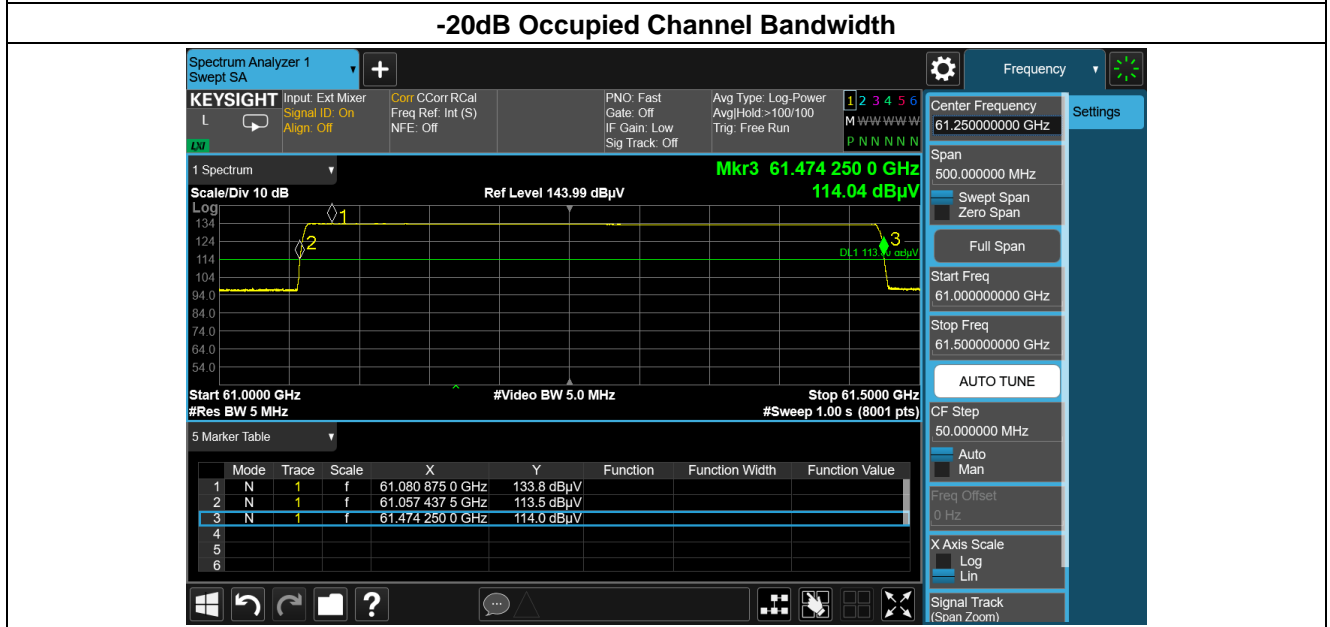 -20dB Occupied Channel Bandwidth
Spectrum Analyzer 1
Swept SA
+
Frequency
KEYSIGHT
L
LXI
Input: Ext Mixer
Signal ID: On
Align: Off
Corr CCorr RCal
Freq Ref: Int (S)
NFE: Off
PNO: Fast
Gate: Off
IF Gain: Low
Sig Track: Off
Avg Type: Log-Power
Avg|Hold:>100/100
Trig: Free Run
1 2 3 4 5 6
M W W W W W
P N N N N N
Center Frequency
61.250000000 GHz
Settings
1 Spectrum
Scale/Div 10 dB
Ref Level 143.99 dBµV
Mkr3 61.474 250 0 GHz
114.04 dBµV
Log
134
124
114
104
94.0
84.0
74.0
64.0
54.0
1
2
3
Start 61.0000 GHz
#Video BW 5.0 MHz
Stop 61.5000 GHz
#Res BW 5 MHz
#Sweep 1.00 s (8001 pts)
Span
500.000000 MHz
Swept Span
Zero Span
Full Span
Start Freq
61.000000000 GHz
Stop Freq
61.500000000 GHz
AUTO TUNE
CF Step
50.000000 MHz
Auto
Man
Freq Offset
0 Hz
X Axis Scale
Log
Lin
Signal Track
(Span Zoom)
5 Marker Table
Mode Trace Scale X Y Function Function Width Function Value
1 N 1 f 61.080 875 0 GHz 133.8 dBµV
2 N 1 f 61.057 437 5 GHz 113.5 dBµV
3 N 1 f 61.474 250 0 GHz 114.0 dBµV
4
5
6
?